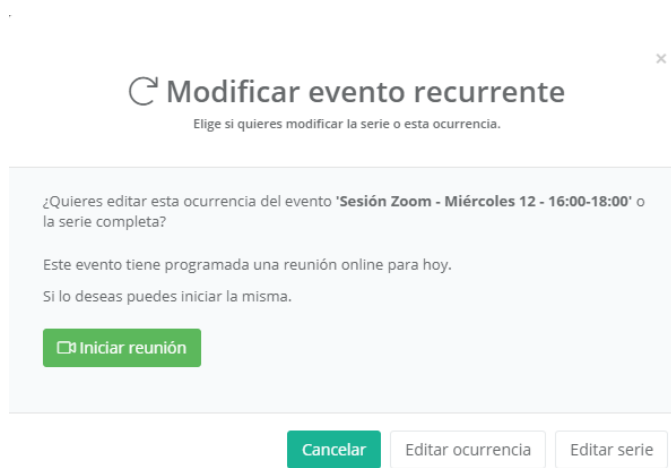 ×
Modificar evento recurrente
Elige si quieres modificar la serie o esta ocurrencia.
¿Quieres editar esta ocurrencia del evento 'Sesión Zoom - Miércoles 12 - 16:00-18:00' o
la serie completa?
Este evento tiene programada una reunión online para hoy.
Si lo deseas puedes iniciar la misma.
Iniciar reunión
Cancelar
Editar ocurrencia
Editar serie